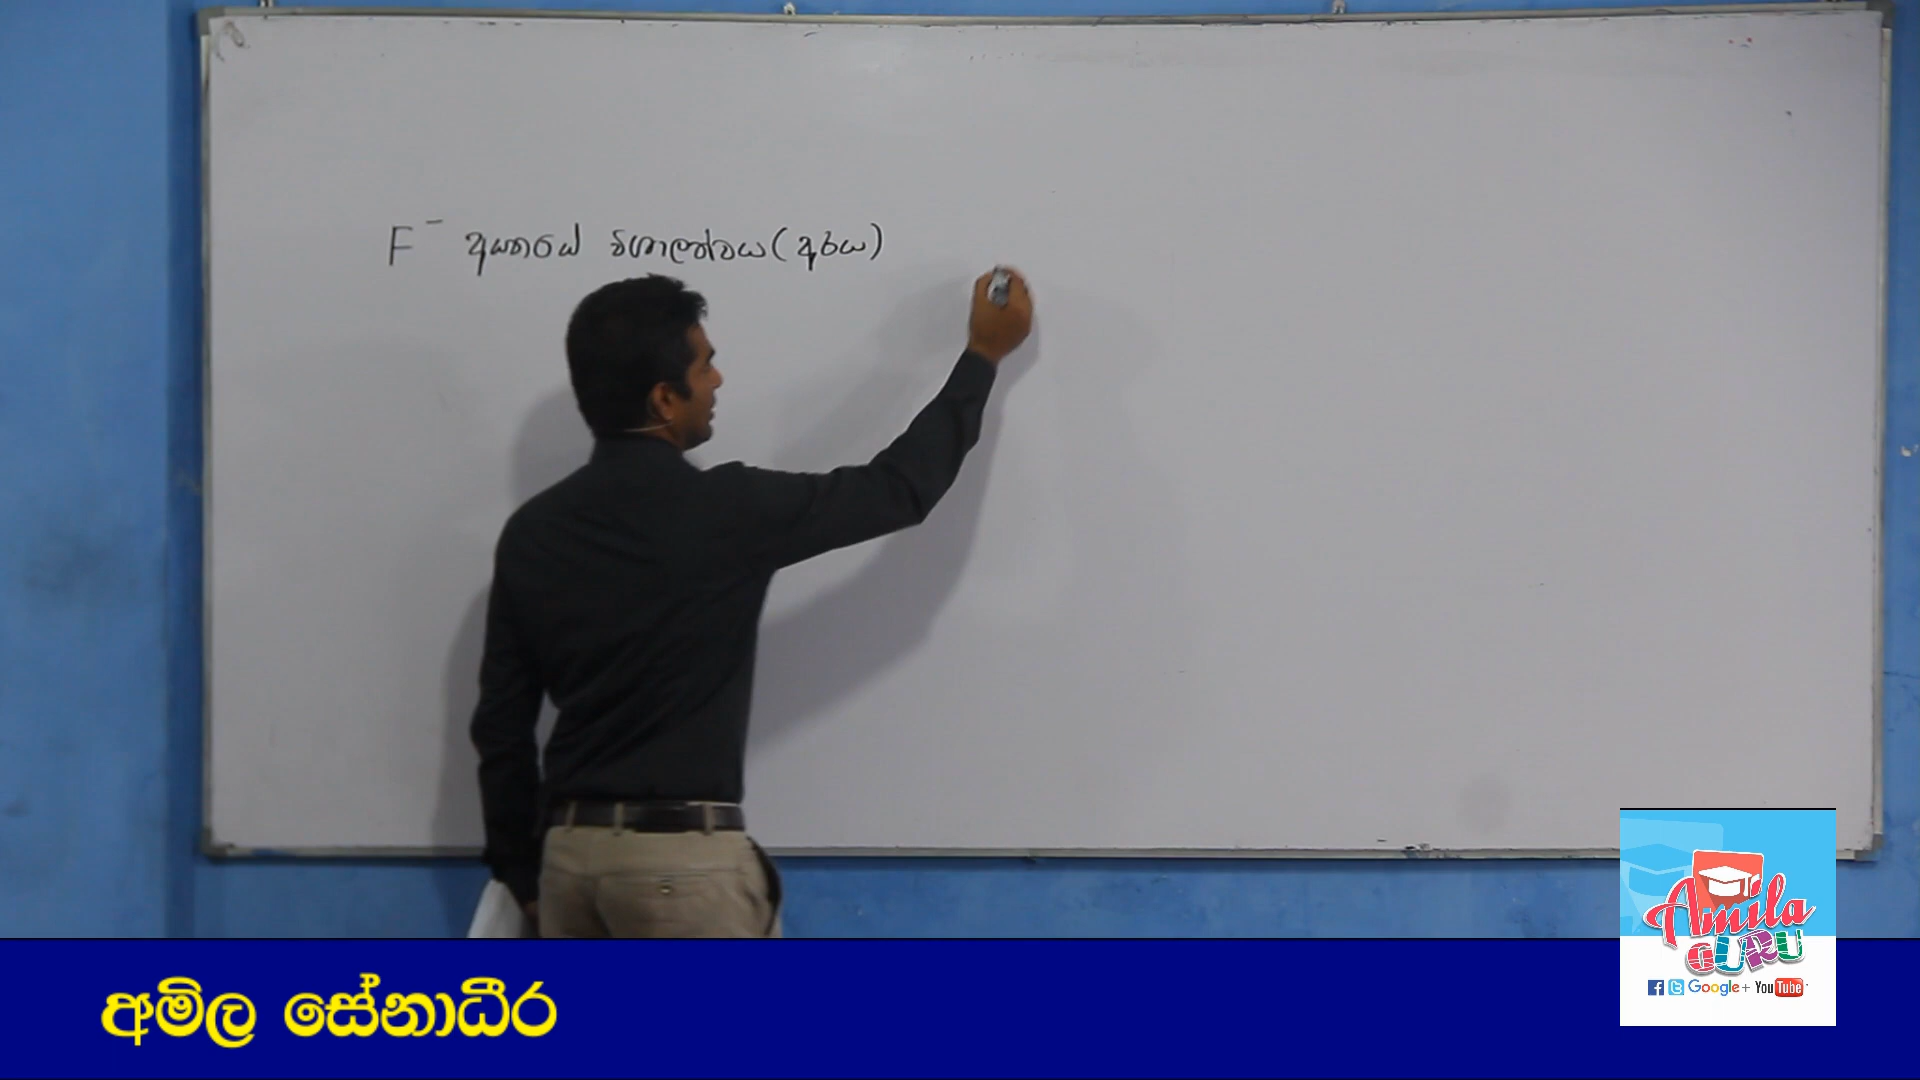 F⁻ අයනයේ විශාලත්වය (අරය)
Amila
GURU
Google+ YouTube
අමිල සේනාධීර